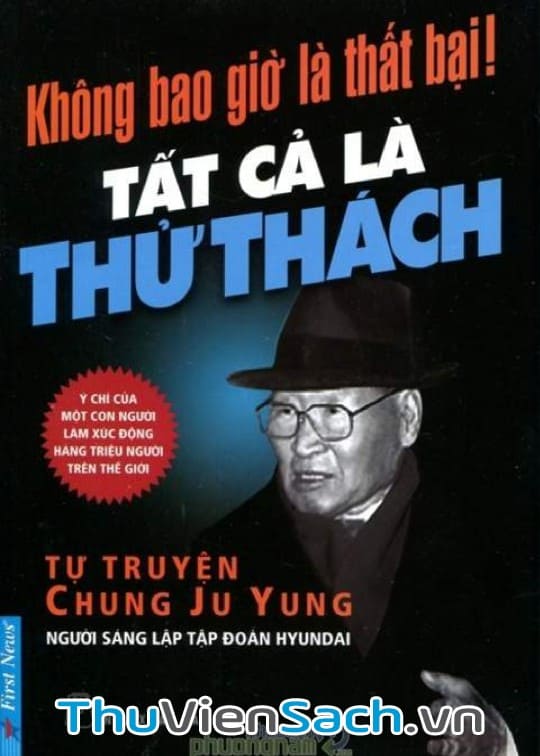 Không bao giờ là thất bại!
TẤT CẢ LÀ
THỬ THÁCH
Ý CHÍ CỦA
MỘT CON NGƯỜI
LÀM XÚC ĐỘNG
HÀNG TRIỆU NGƯỜI
TRÊN THẾ GIỚI
TỰ TRUYỆN
CHUNG JU YUNG
NGƯỜI SÁNG LẬP TẬP ĐOÀN HYUNDAI
First News
ThuVienSach.vn
phuongnam